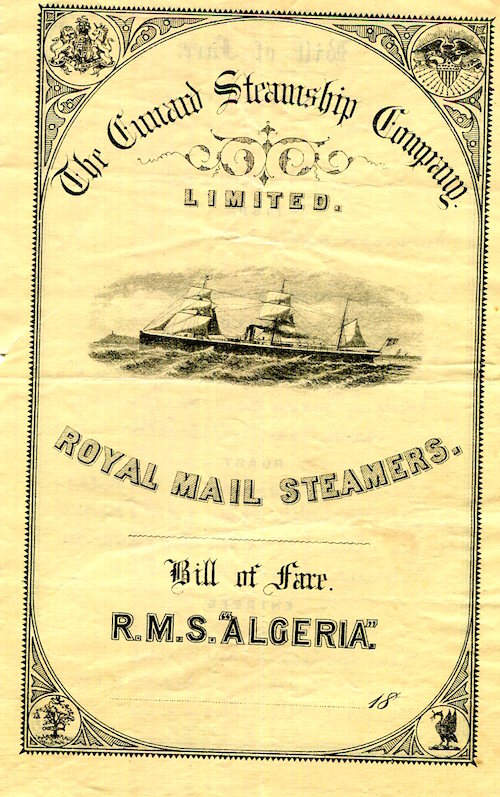 The Cunard Steamship Company
LIMITED.
ROYAL MAIL STEAMERS.
Bill of Fare.
R.M.S. "ALGERIA".
18